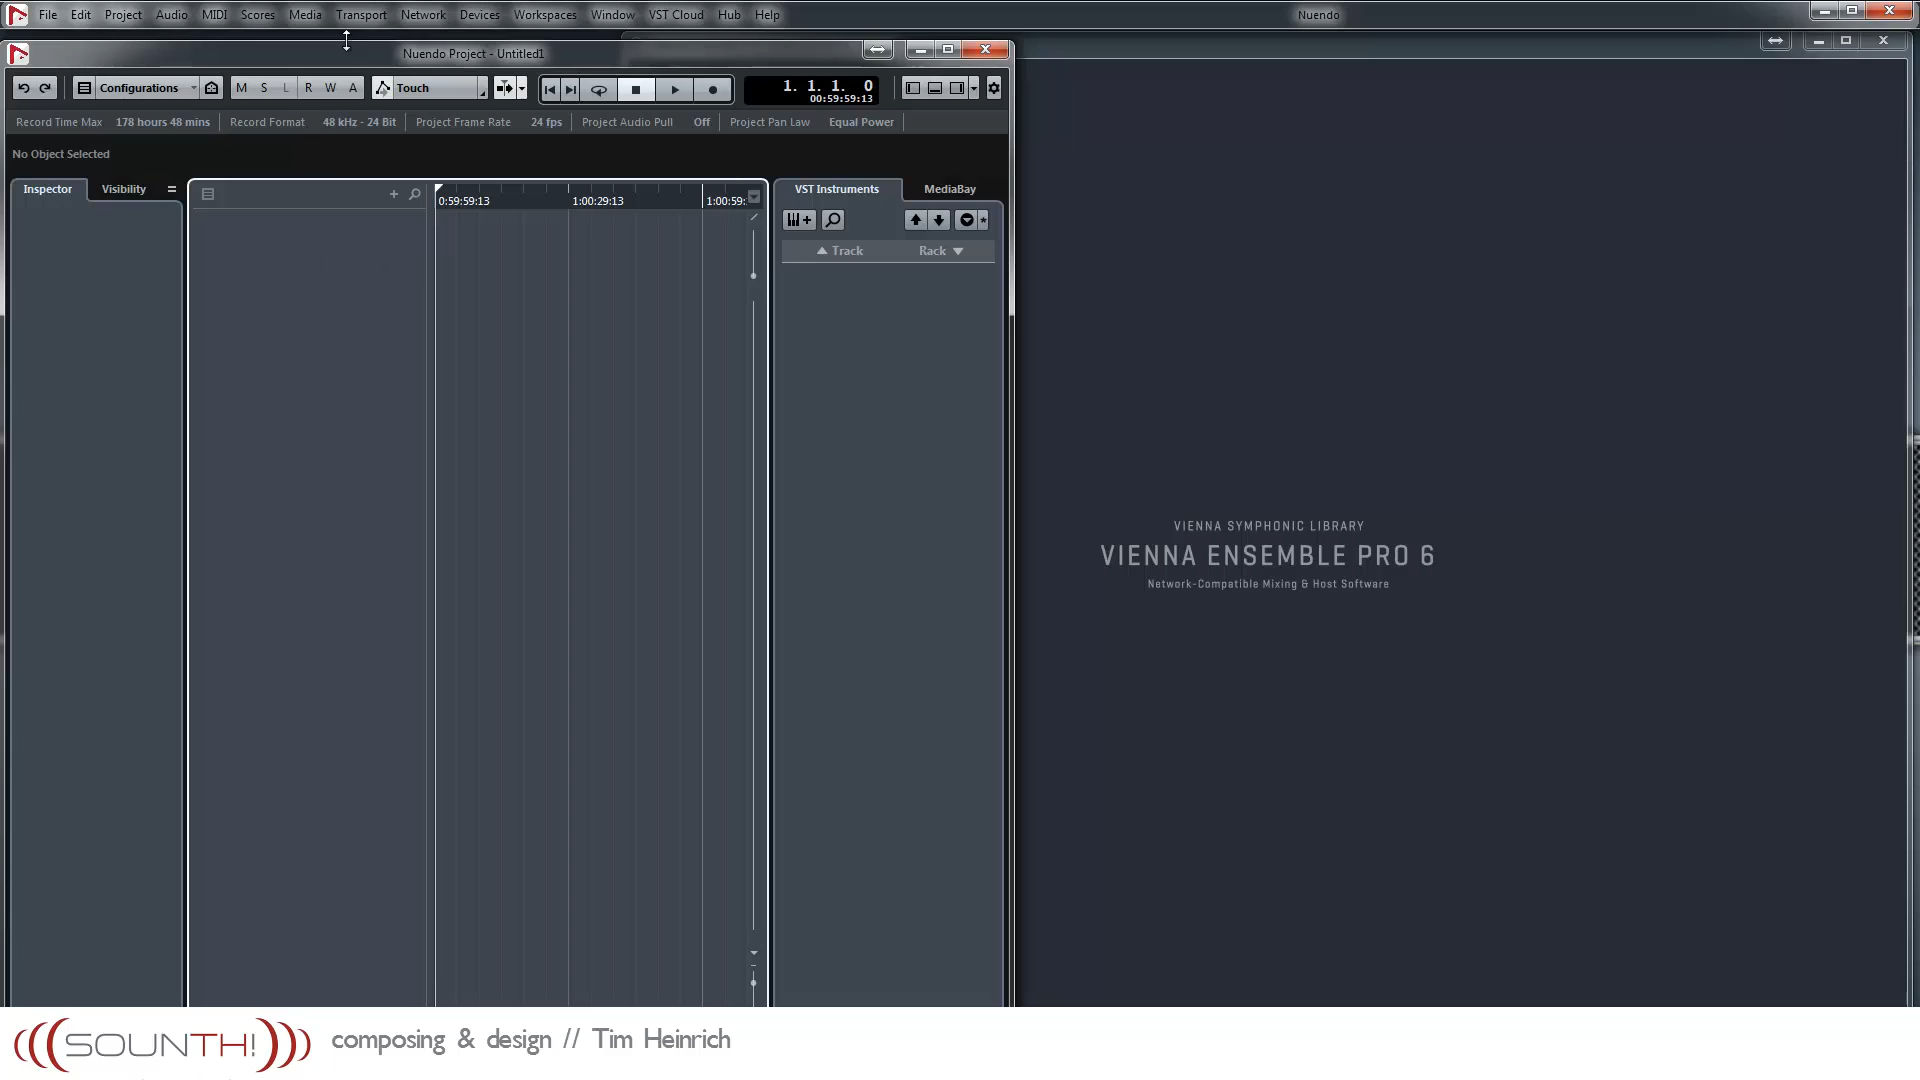 File Edit Project Audio MIDI Scores Media Transport Network Devices Workspaces Window VST Cloud Hub Help Nuendo
Nuendo Project - Untitled1
Configurations M S L R W A Touch 1. 1. 1. 0
00:59:59:13
Record Time Max 178 hours 48 mins Record Format 48 kHz - 24 Bit Project Frame Rate 24 fps Project Audio Pull Off Project Pan Law Equal Power
No Object Selected
Inspector Visibility VST Instruments MediaBay
0:59:59:13 1:00:29:13 1:00:59:
Track Rack
VIENNA SYMPHONIC LIBRARY
VIENNA ENSEMBLE PRO 6
Network-Compatible Mixing & Host Software
(((SOUNTH!))) composing & design // Tim Heinrich